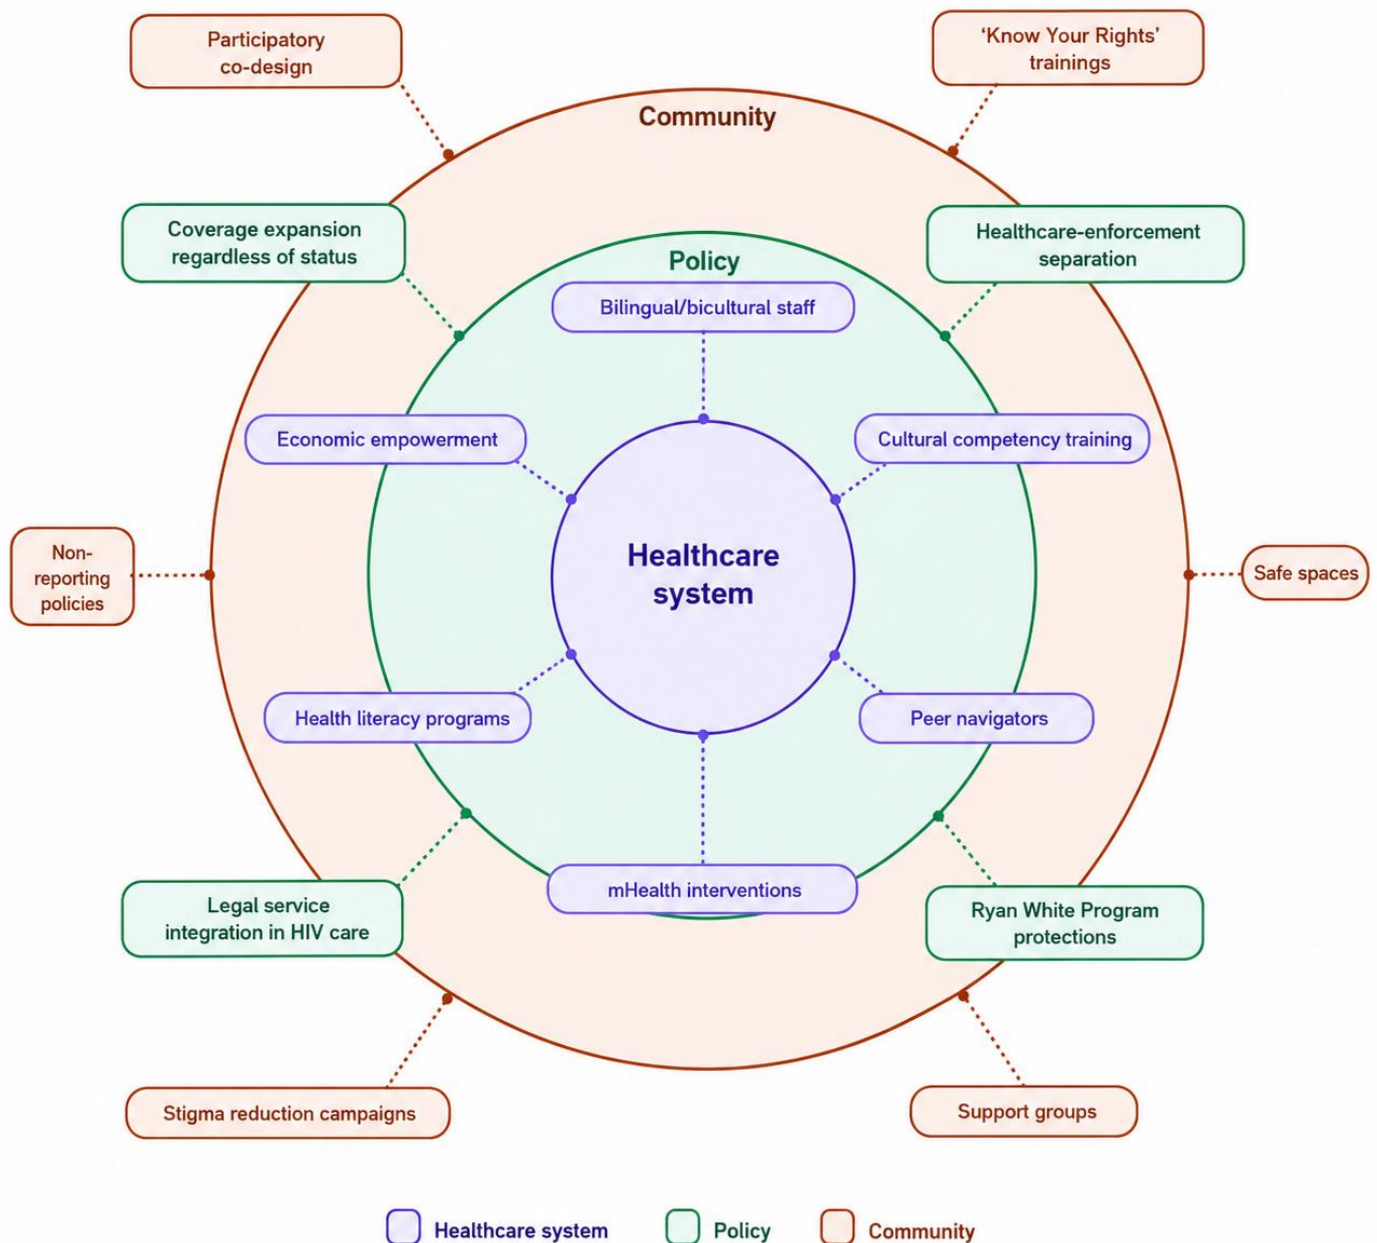 Participatory
co-design
‘Know Your Rights’
trainings
Community
Coverage expansion
regardless of status
Healthcare-enforcement
separation
Policy
Bilingual/bicultural staff
Economic empowerment
Cultural competency training
Healthcare
system
Non-
reporting
policies
Safe spaces
Health literacy programs
Peer navigators
mHealth interventions
Legal service
integration in HIV care
Ryan White Program
protections
Stigma reduction campaigns
Support groups
Healthcare system
Policy
Community